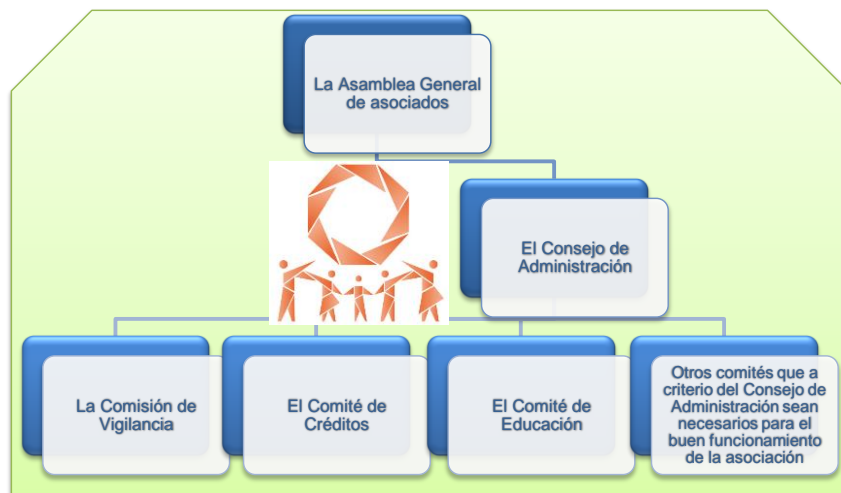 La Asamblea General
de asociados
El Consejo de
Administración
La Comisión de
Vigilancia
El Comité de
Créditos
El Comité de
Educación
Otros comités que a
criterio del Consejo de
Administración sean
necesarios para el
buen funcionamiento
de la asociación